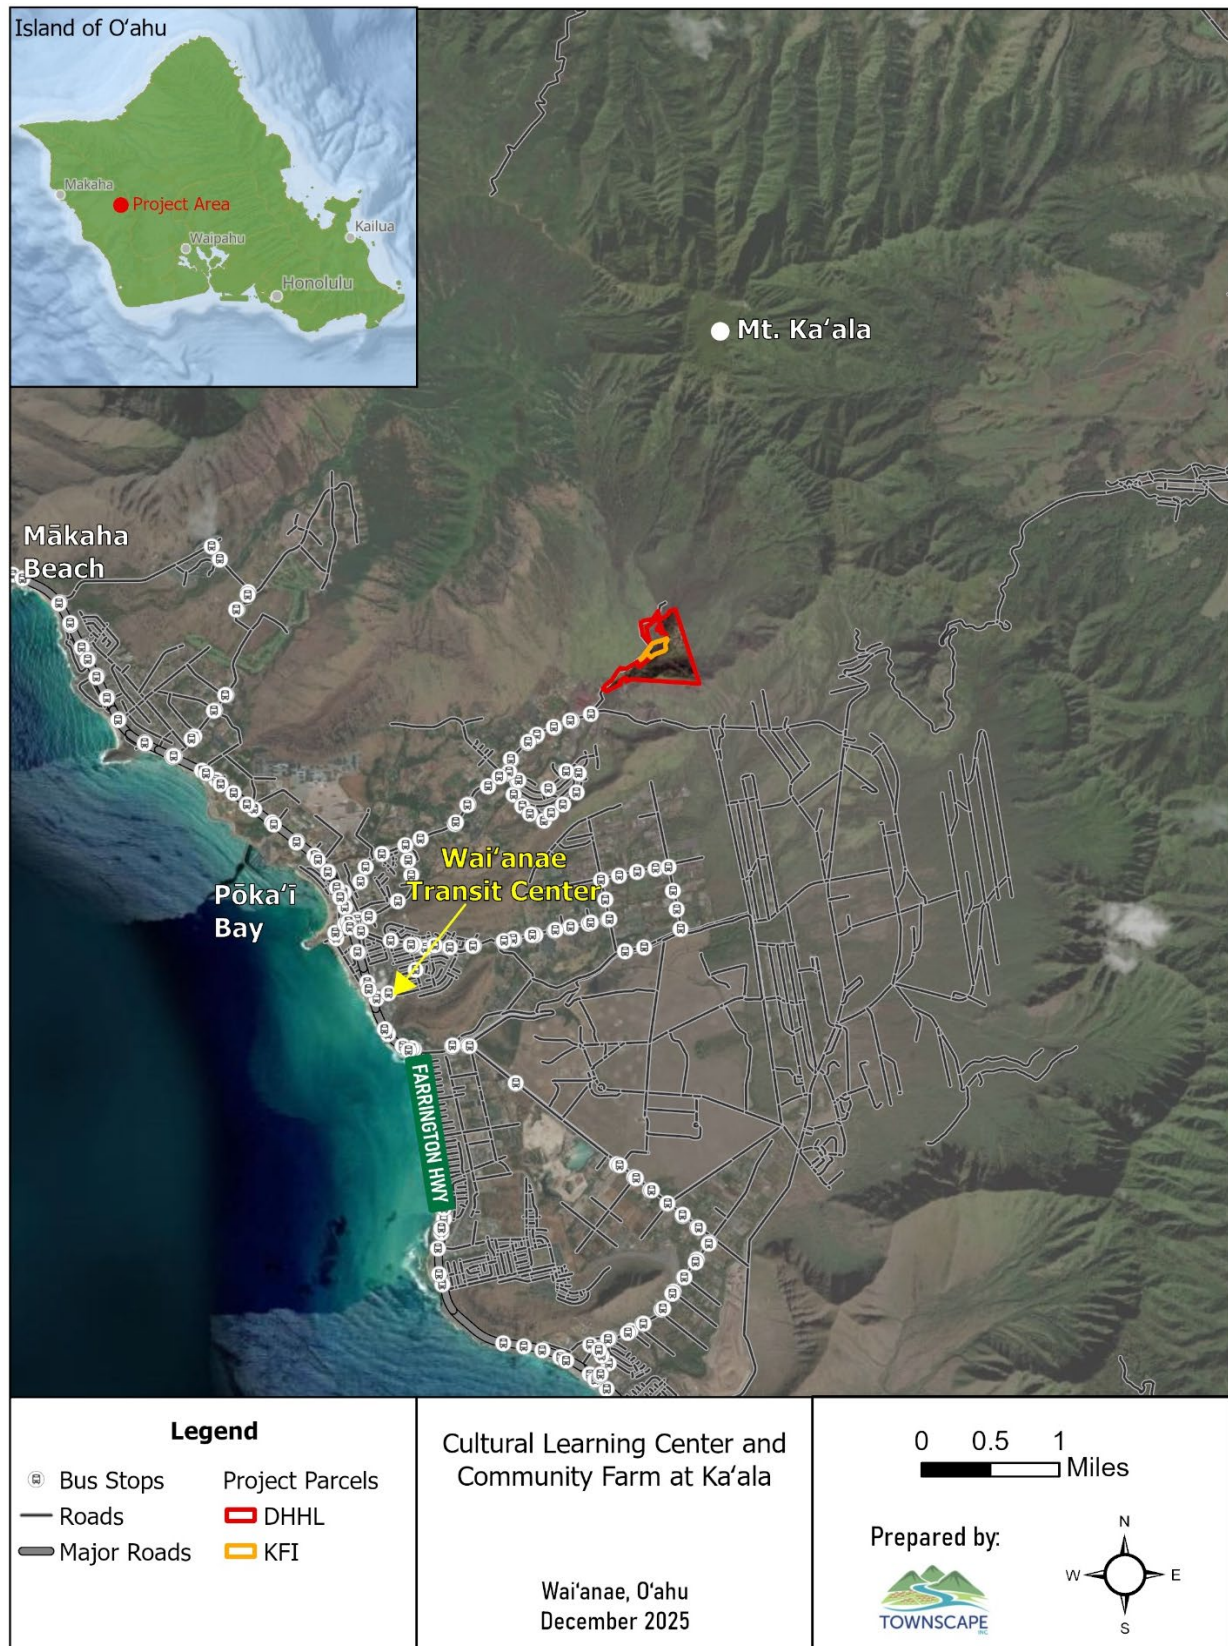 Island of Oʻahu
Makaha
Project Area
Waipahu
Kailua
Honolulu
Mt. Kaʻala
Mākaha
Beach
Waiʻanae
Transit Center
Pōkaʻī
Bay
FARRINGTON HWY
Legend
Bus Stops
Roads
Major Roads
Project Parcels
DHHL
KFI
Cultural Learning Center and
Community Farm at Kaʻala
Waiʻanae, Oʻahu
December 2025
0 0.5 1
Miles
Prepared by:
TOWNSCAPE
INC
N
W E
S